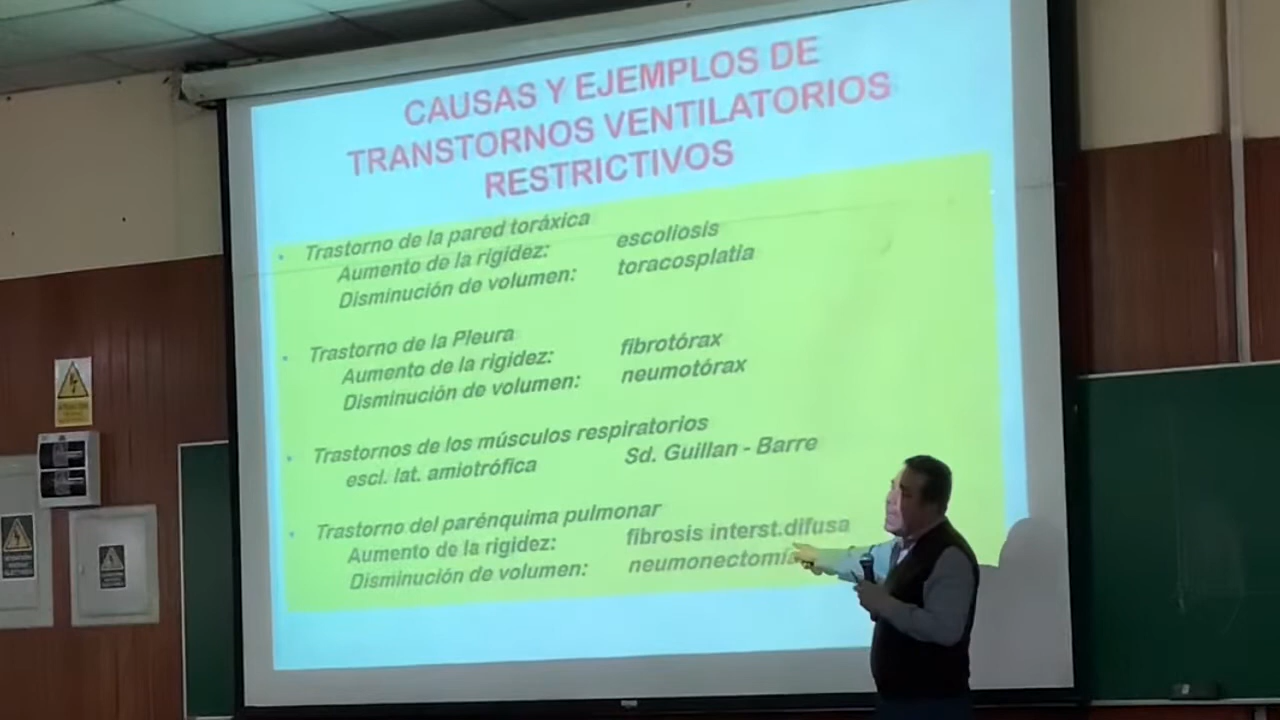 CAUSAS Y EJEMPLOS DE
TRANSTORNOS VENTILATORIOS
RESTRICTIVOS
• Trastorno de la pared toráxica
Aumento de la rigidez: escoliosis
Disminución de volumen: toracosplatia
• Trastorno de la Pleura
Aumento de la rigidez: fibrotórax
Disminución de volumen: neumotórax
• Trastornos de los músculos respiratorios
escl. lat. amiotrófica Sd. Guillan - Barre
• Trastorno del parénquima pulmonar
Aumento de la rigidez: fibrosis interst.difusa
Disminución de volumen: neumonectomía